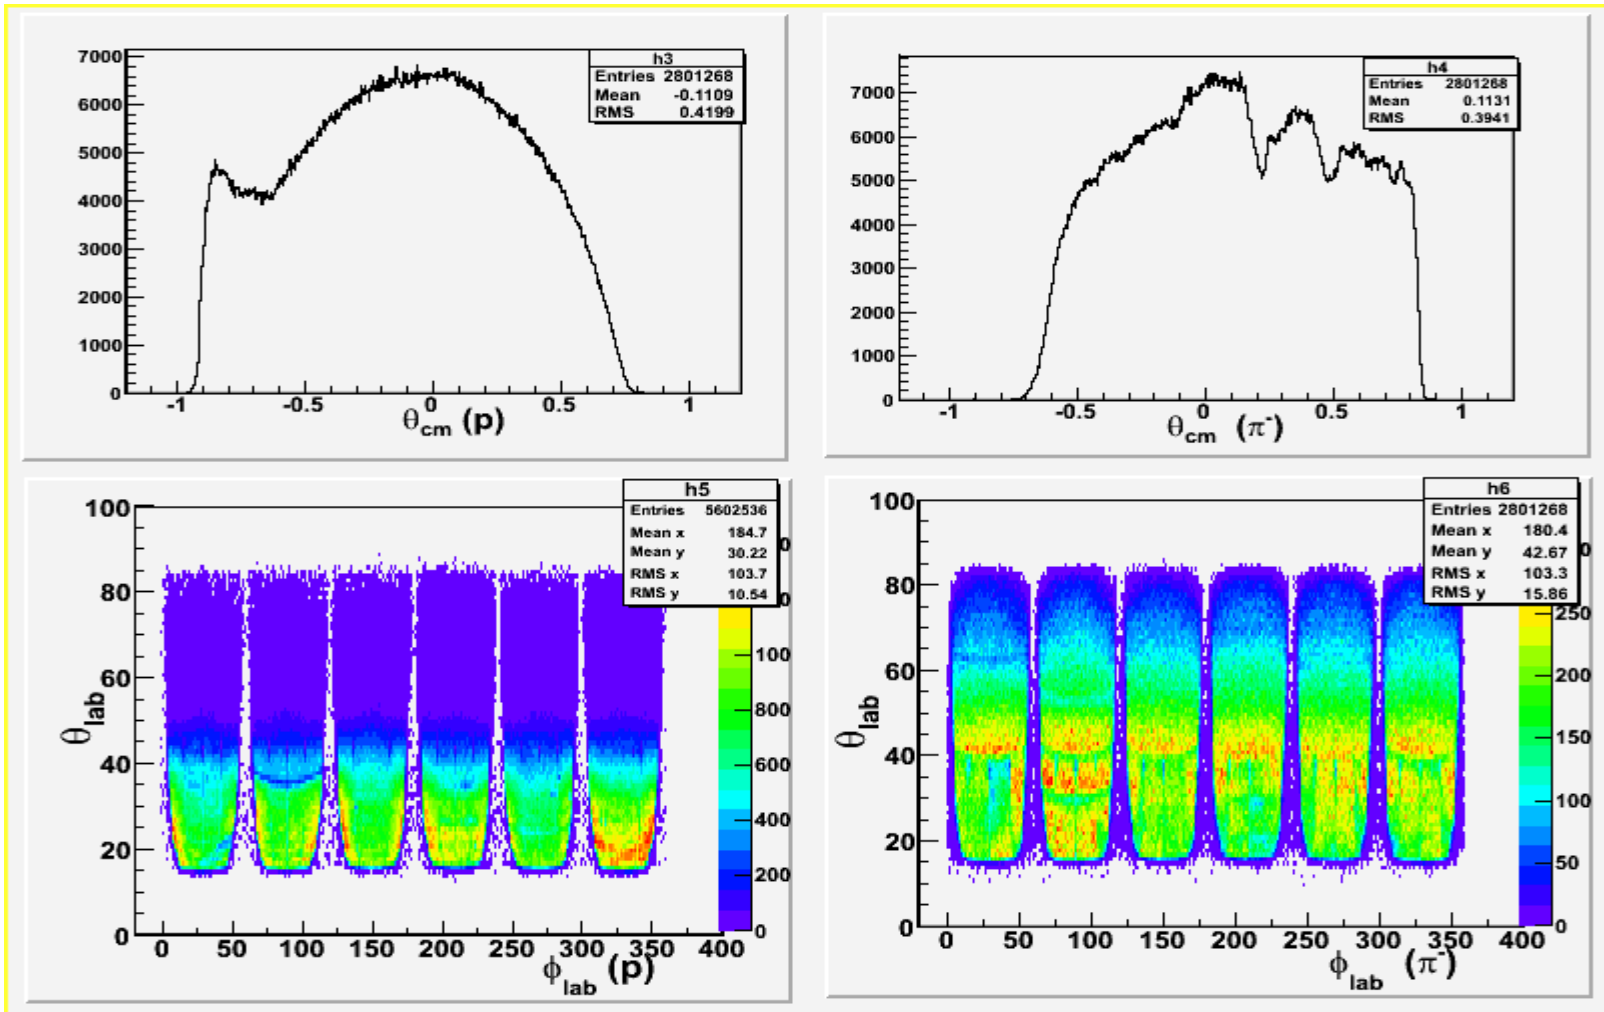 h3
Entries 2801268
Mean -0.1109
RMS 0.4199
7000
6000
5000
4000
3000
2000
1000
0
-1 -0.5 0 0.5 1
θcm (p)
h4
Entries 2801268
Mean 0.1131
RMS 0.3941
7000
6000
5000
4000
3000
2000
1000
0
-1 -0.5 0 0.5 1
θcm (π-)
h5
Entries 5602536
Mean x 184.7
Mean y 30.22
RMS x 103.7
RMS y 10.54
100
80
60
40
20
0
θlab
0 50 100 150 200 250 300 350 400
ϕlab (p)
0
0
100
800
600
400
200
0
h6
Entries 2801268
Mean x 180.4
Mean y 42.67
RMS x 103.3
RMS y 15.86
100
80
60
40
20
0
θlab
0 50 100 150 200 250 300 350 400
ϕlab (π-)
0
250
200
150
100
50
0